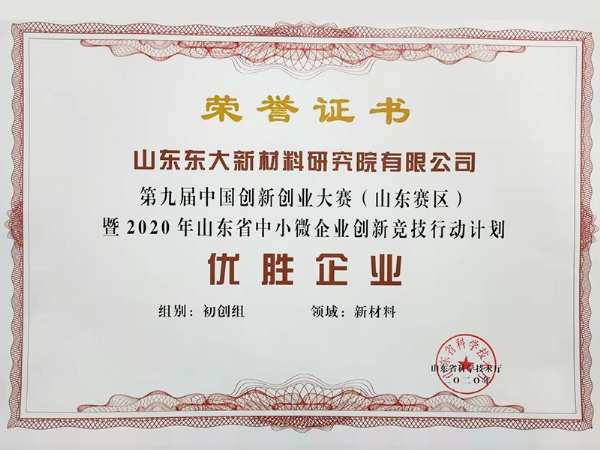 荣誉证书
山东东大新材料研究院有限公司
第九届中国创新创业大赛（山东赛区）
暨2020年山东省中小微企业创新竞技行动计划
优胜企业
组别：初创组 领域：新材料
山东省科学技术厅
二〇二〇年